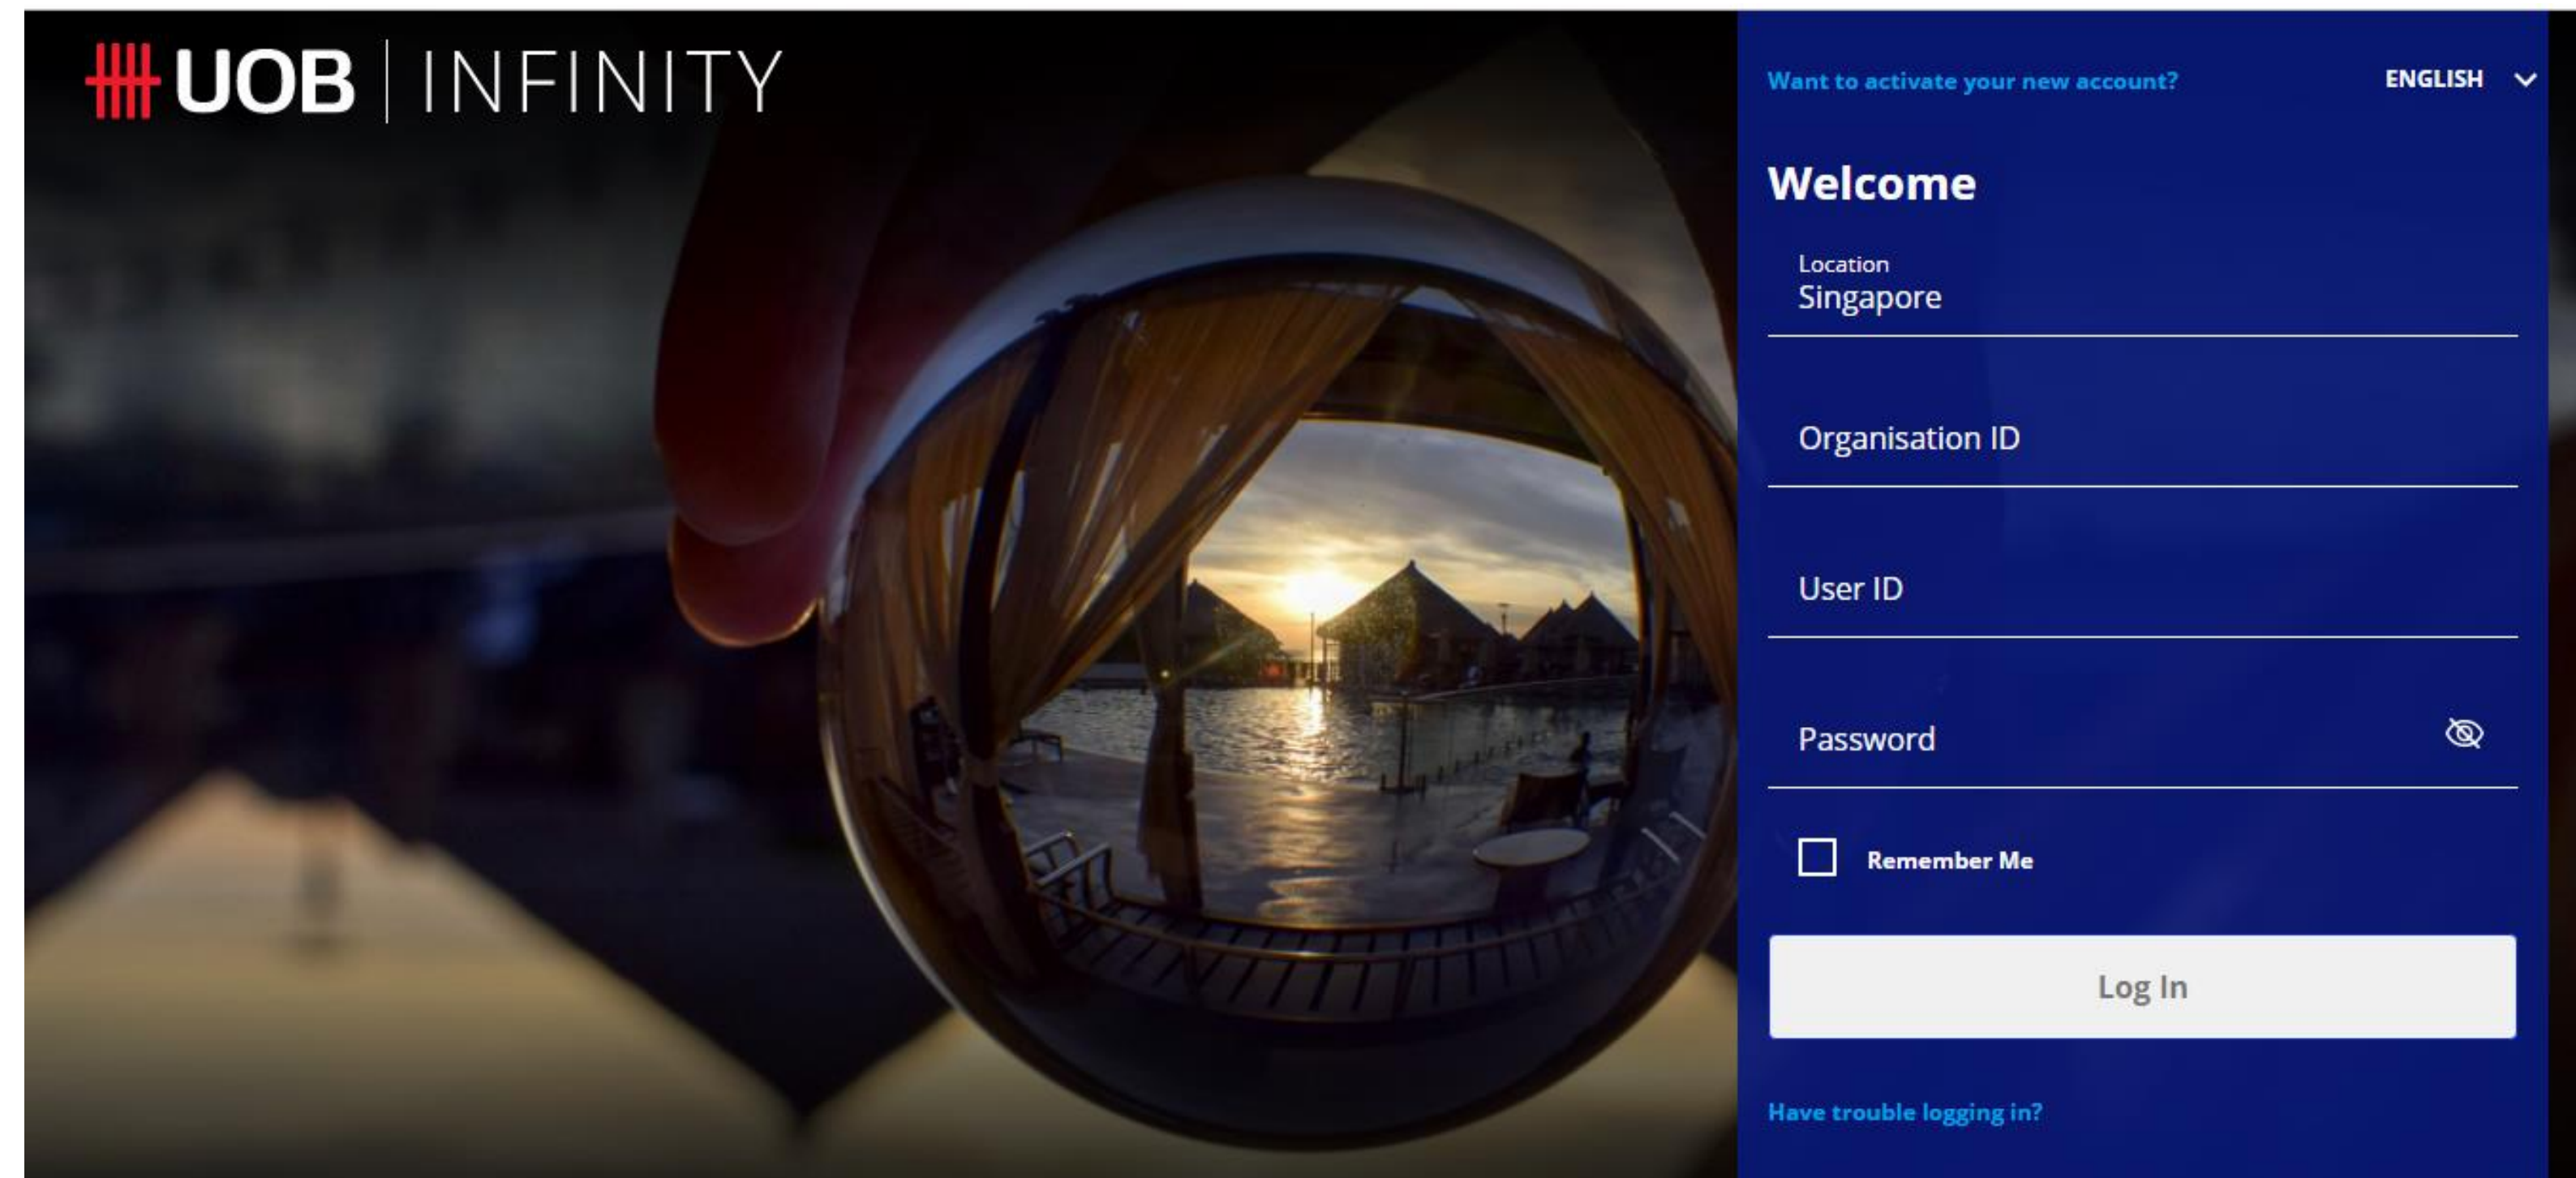 UOB | INFINITY
Want to activate your new account?
ENGLISH
Welcome
Location
Singapore
Organisation ID
User ID
Password
Remember Me
Log In
Have trouble logging in?